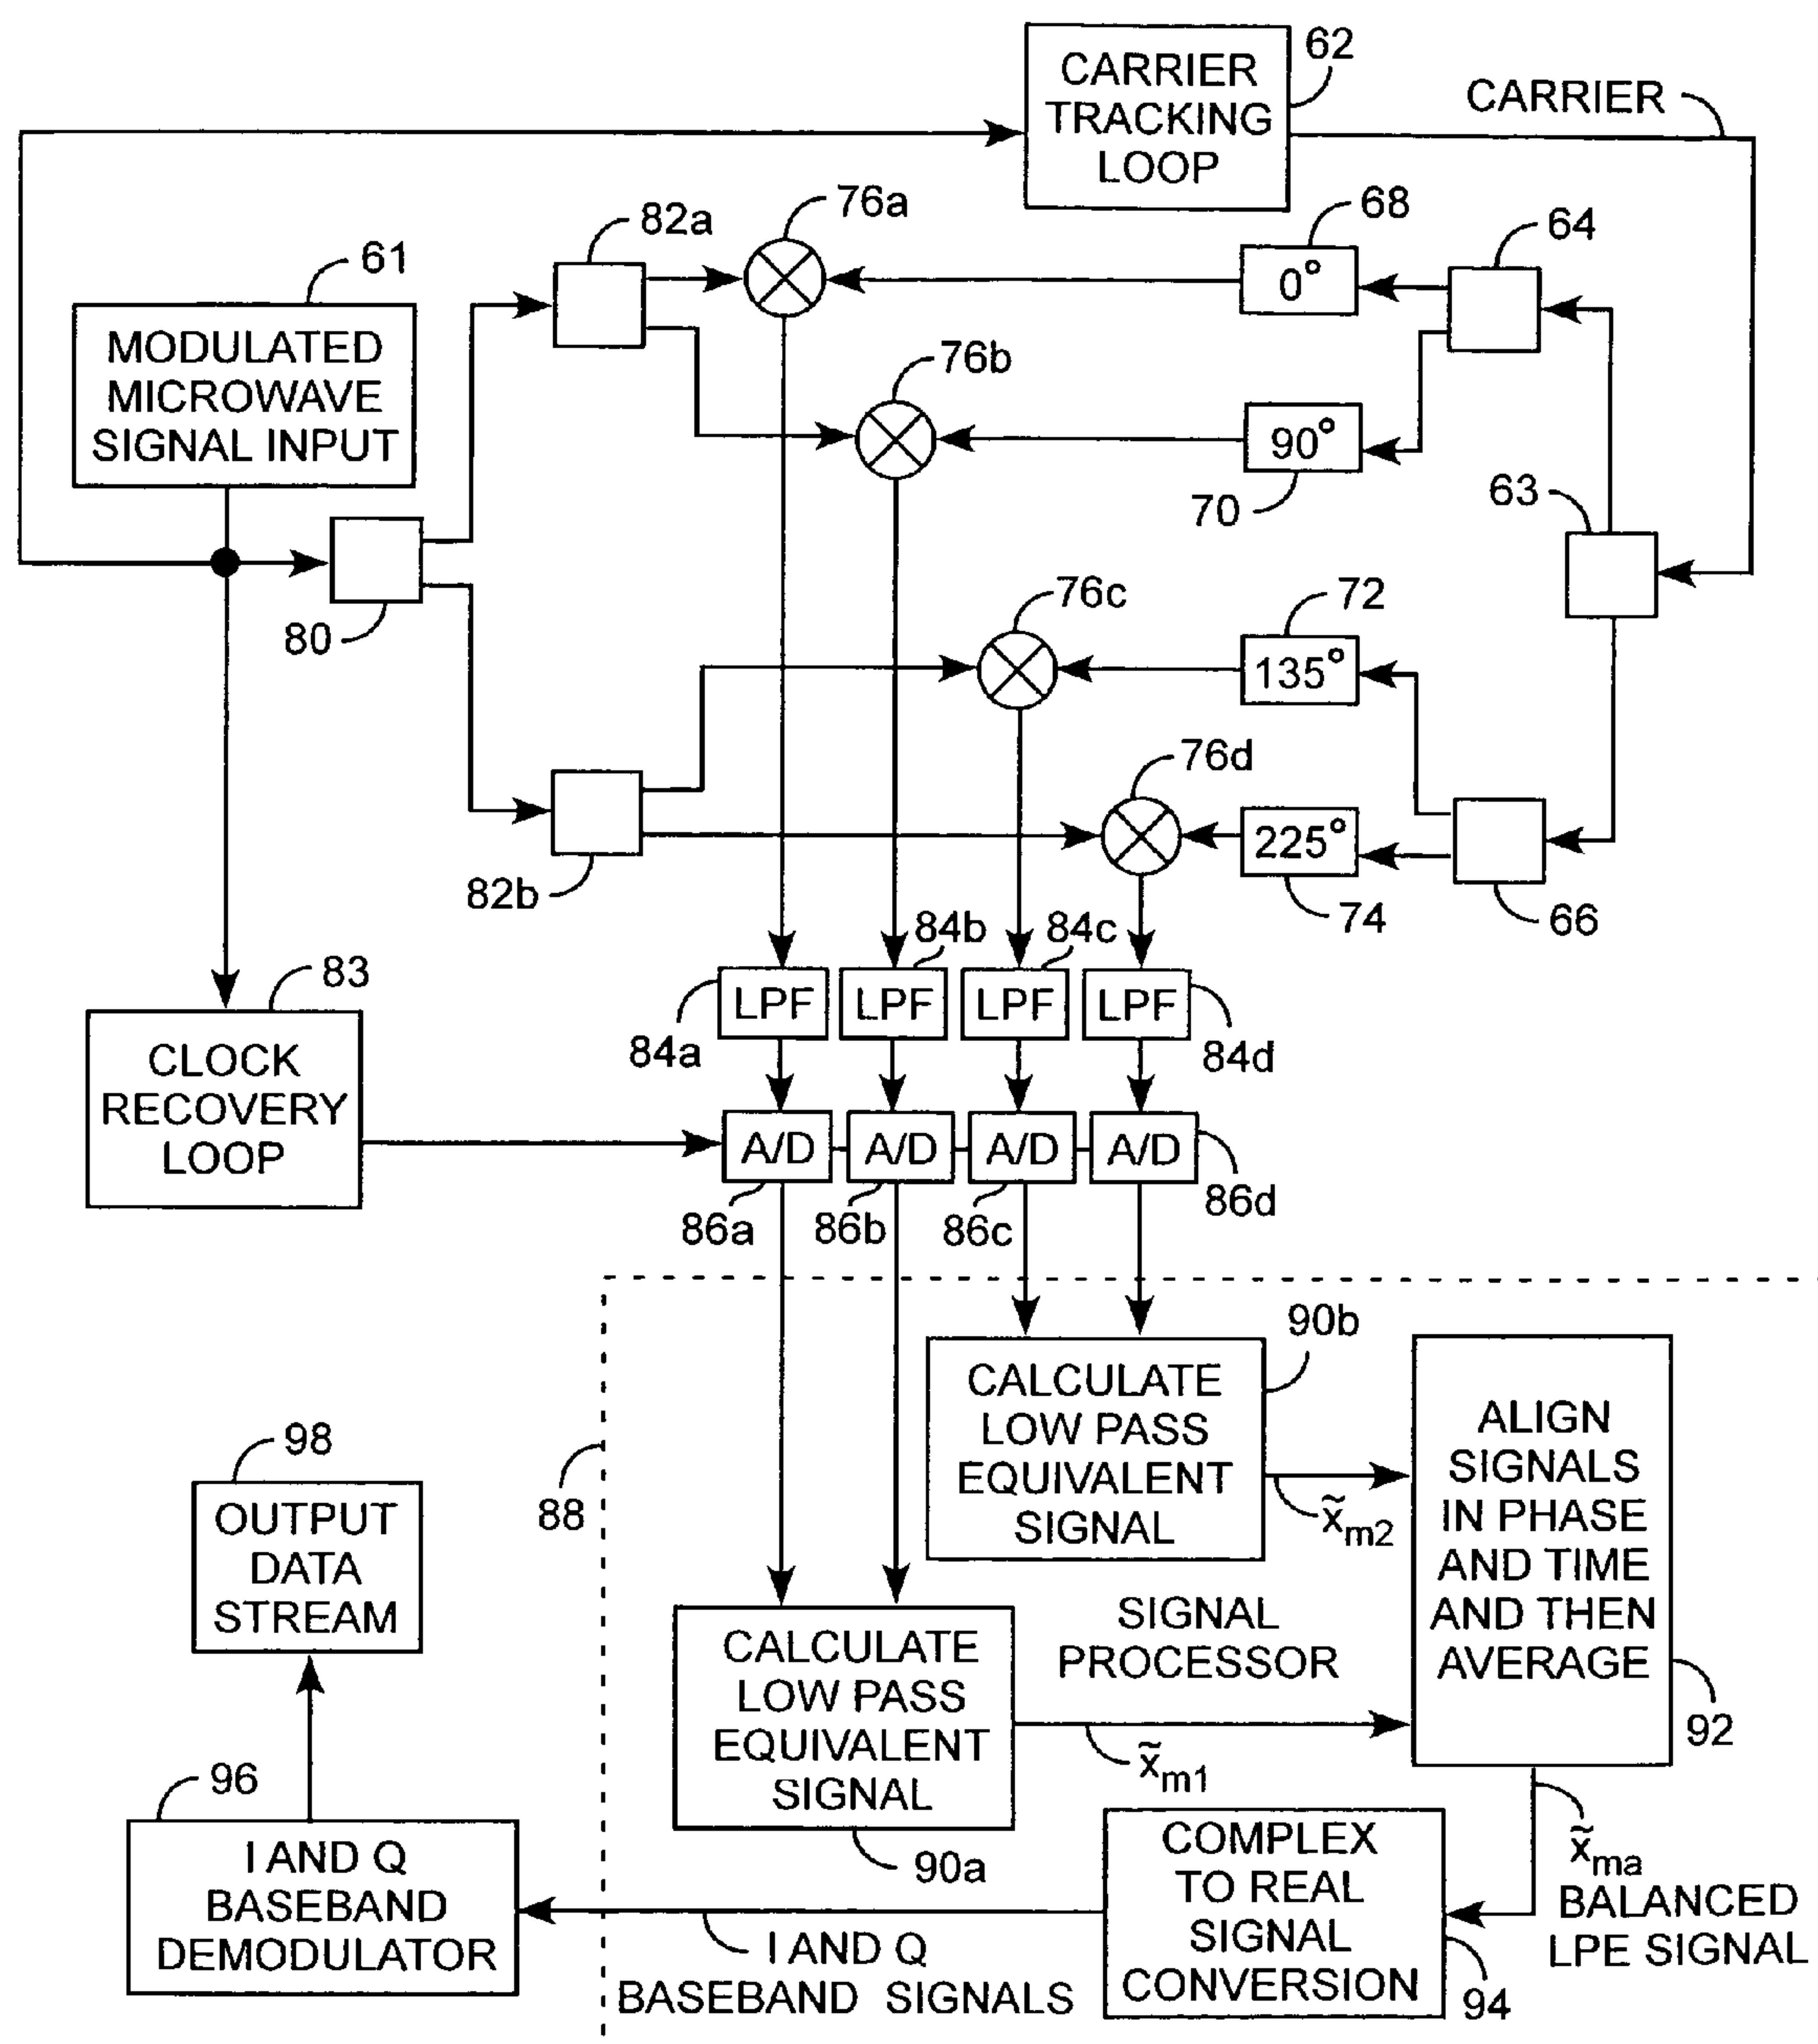 CARRIER
TRACKING
LOOP
62
CARRIER
76a
68
64
82a
0°
61
MODULATED
MICROWAVE
SIGNAL INPUT
76b
90°
70
63
80
76c
72
135°
76d
225°
82b
74
66
83
84b
84c
LPF
LPF
LPF
LPF
84a
84d
CLOCK
RECOVERY
LOOP
A/D
A/D
A/D
A/D
86a
86b
86c
86d
90b
CALCULATE
LOW PASS
EQUIVALENT
SIGNAL
ALIGN
SIGNALS
IN PHASE
AND TIME
AND THEN
AVERAGE
98
88
OUTPUT
DATA
STREAM
x̃m2
SIGNAL
PROCESSOR
CALCULATE
LOW PASS
EQUIVALENT
SIGNAL
92
x̃m1
96
90a
I AND Q
BASEBAND
DEMODULATOR
COMPLEX
TO REAL
SIGNAL
CONVERSION
x̃ma
BALANCED
LPE SIGNAL
I AND Q
BASEBAND SIGNALS
94